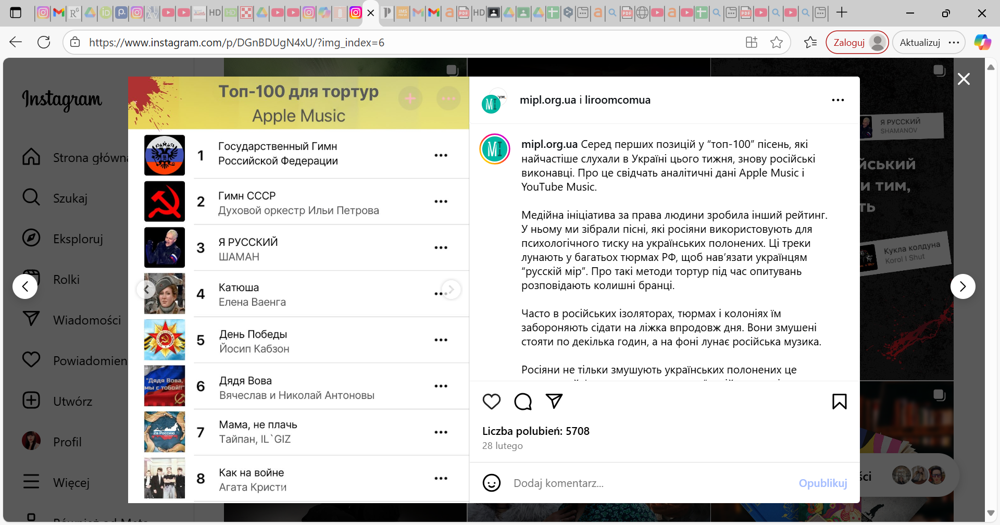 https://www.instagram.com/p/DGnBDUgN4xU/?img_index=6
Zaloguj
Aktualizuj
Instagram
Strona główna
Szukaj
Eksploruj
Rolki
Wiadomości
Powiadomien
Utwórz
Profil
Więcej
Топ-100 для тортур
Apple Music
1
Государственный Гимн
Российской Федерации
2
Гимн СССР
Духовой оркестр Ильи Петрова
3
Я РУССКИЙ
ШАМАН
4
Катюша
Елена Ваенга
5
День Победы
Йосип Кабзон
"Дядя Вова,
мы с тобой!!"
6
Дядя Вова
Вячеслав и Николай Антоновы
Zа Россию
7
Мама, не плачь
Тайпан, IL`GIZ
8
Как на войне
Агата Кристи
mipl.org.ua i liroomcomua
mipl.org.ua Серед перших позицій у “топ-100” пісень, які
найчастіше слухали в Україні цього тижня, знову російські
виконавці. Про це свідчать аналітичні дані Apple Music і
YouTube Music.
Медійна ініціатива за права людини зробила інший рейтинг.
У ньому ми зібрали пісні, які росіяни використовують для
психологічного тиску на українських полонених. Ці треки
лунають у багатьох тюрмах РФ, щоб нав’язати українцям
“русскій мір”. Про такі методи тортур під час опитувань
розповідають колишні бранці.
Часто в російських ізоляторах, тюрмах і колоніях їм
забороняють сідати на ліжка впродовж дня. Вони змушені
стояти по декілька годин, а на фоні лунає російська музика.
Росіяни не тільки змушують українських полонених це
Liczba polubień: 5708
28 lutego
Dodaj komentarz...
Opublikuj
Я РУССКИЙ
SHAMANOV
йський
и тим,
ть
Кукла колдуна
Korol I Shut
ści